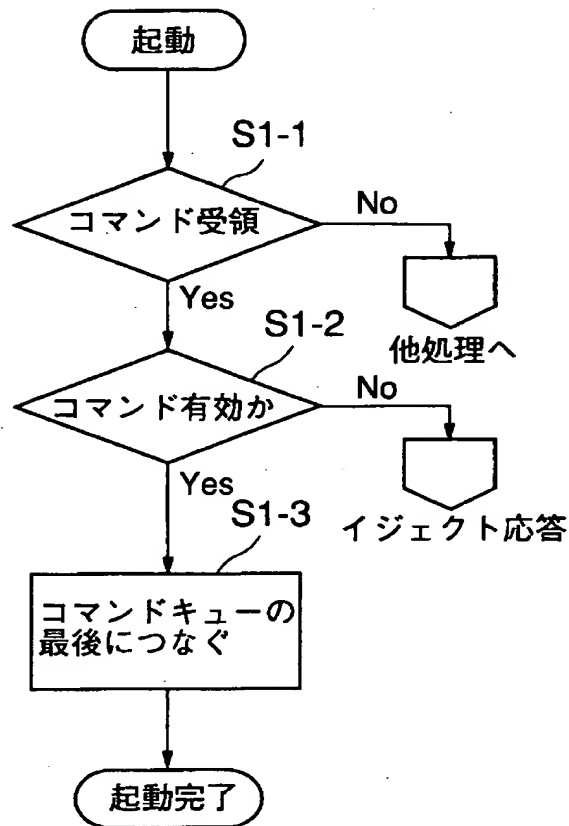 起動
S1-1
コマンド受領
No
Yes
他処理へ
S1-2
コマンド有効か
No
Yes
イジェクト応答
S1-3
コマンドキューの
最後につなぐ
起動完了